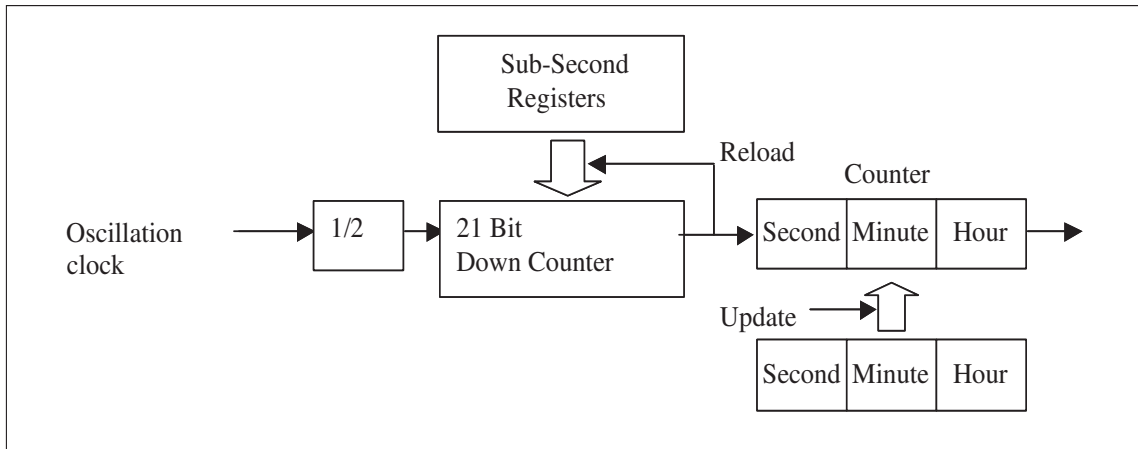 Sub-Second
Registers
Reload
Counter
Oscillation
clock
1/2
21 Bit
Down Counter
Second Minute Hour
Update
Second Minute Hour